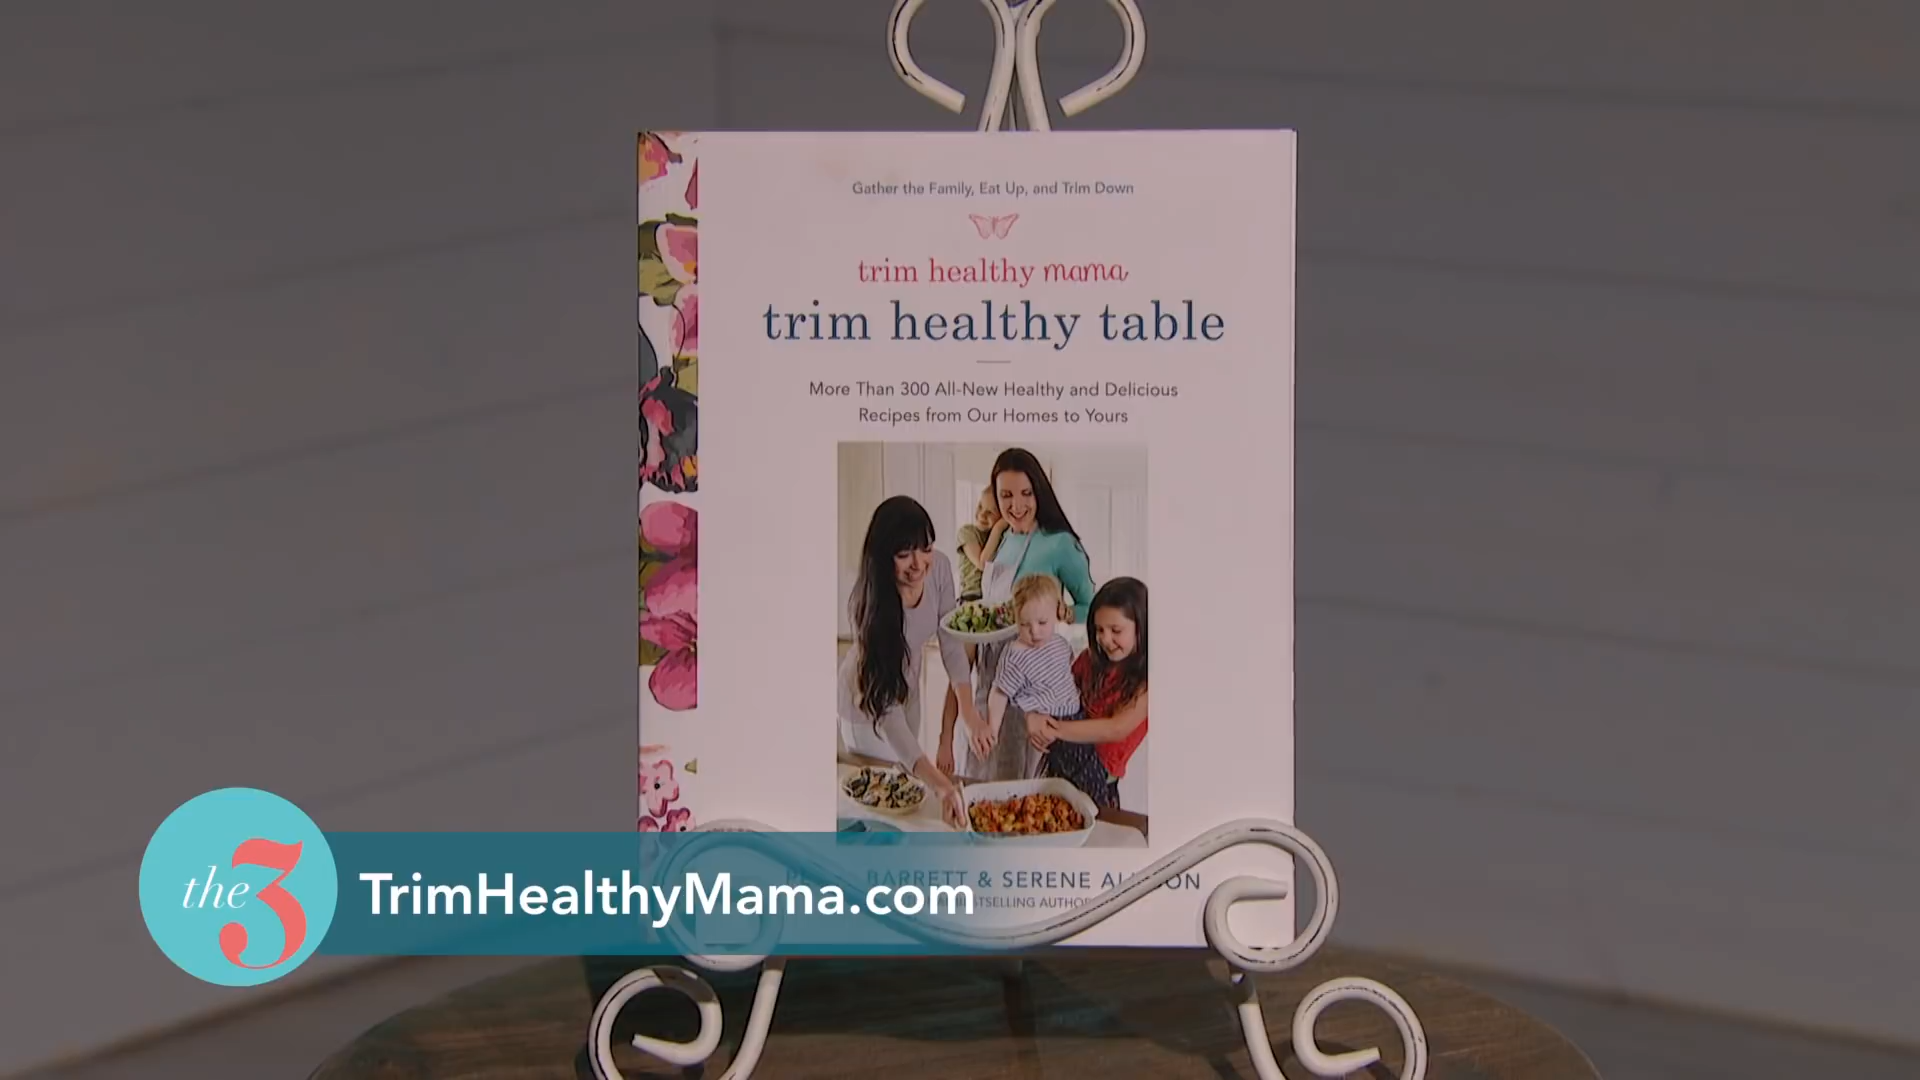 Gather the Family, Eat Up, and Trim Down
trim healthy mama
trim healthy table
More Than 300 All-New Healthy and Delicious
Recipes from Our Homes to Yours
BARRETT & SERENE
the 3
TrimHealthyMama.com